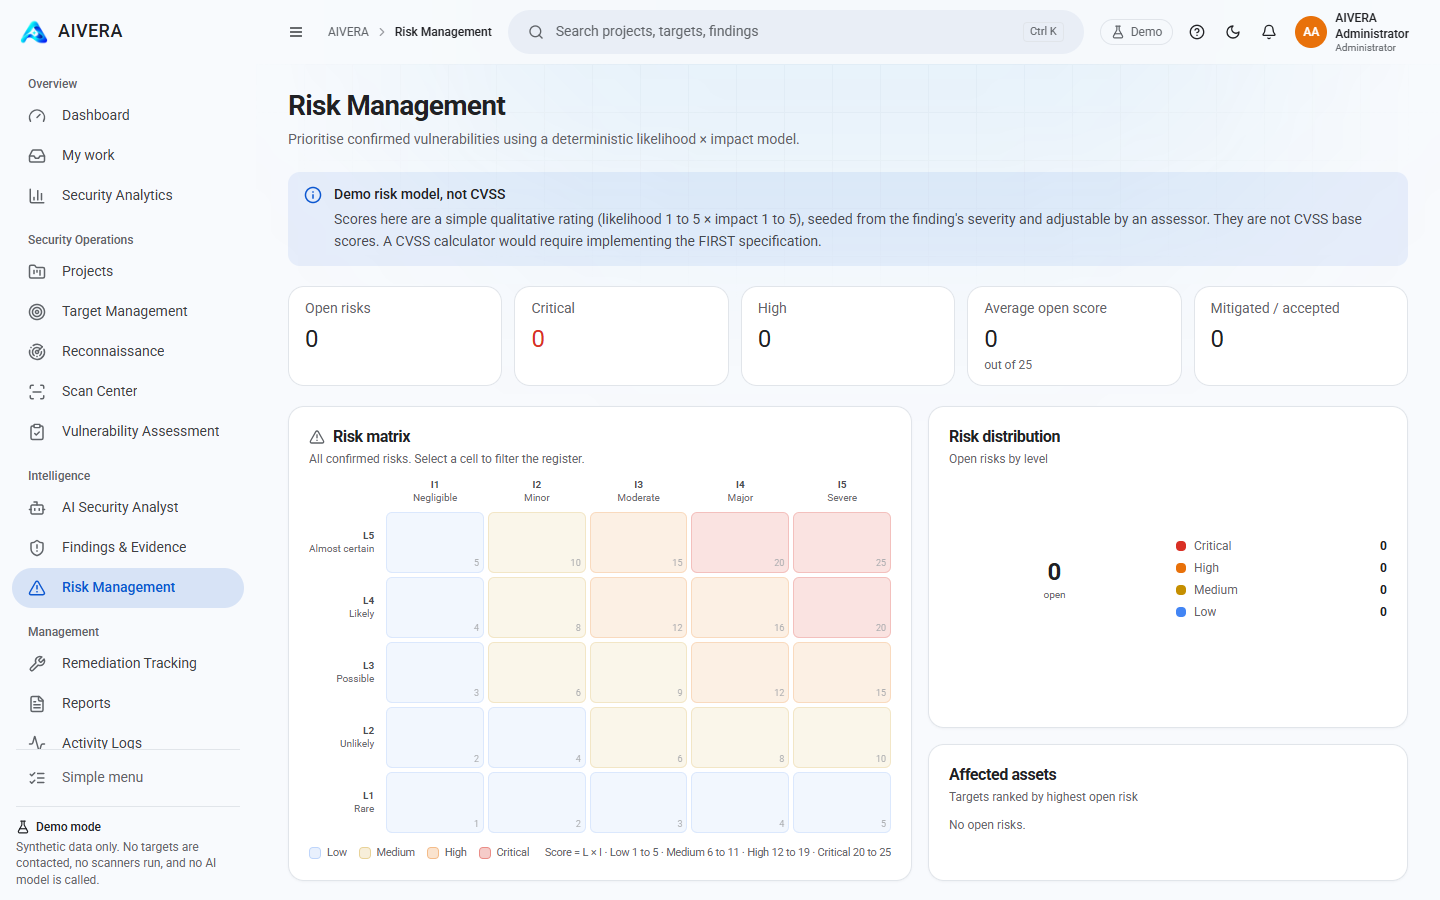 AIVERA
AIVERA > Risk Management
Search projects, targets, findings
Ctrl K
Demo
AA
AIVERA
Administrator
Administrator
Overview
Dashboard
My work
Security Analytics
Security Operations
Projects
Target Management
Reconnaissance
Scan Center
Vulnerability Assessment
Intelligence
AI Security Analyst
Findings & Evidence
Risk Management
Management
Remediation Tracking
Reports
Activity Logs
Simple menu
Demo mode
Synthetic data only. No targets are
contacted, no scanners run, and no AI
model is called.
Risk Management
Prioritise confirmed vulnerabilities using a deterministic likelihood × impact model.
Demo risk model, not CVSS
Scores here are a simple qualitative rating (likelihood 1 to 5 × impact 1 to 5), seeded from the finding's severity and adjustable by an assessor. They are not CVSS base
scores. A CVSS calculator would require implementing the FIRST specification.
Open risks
0
Critical
0
High
0
Average open score
0
out of 25
Mitigated / accepted
0
Risk matrix
All confirmed risks. Select a cell to filter the register.
I1 I2 I3 I4 I5
Negligible Minor Moderate Major Severe
L5
Almost certain
5 10 15 20 25
L4
Likely
4 8 12 16 20
L3
Possible
3 6 9 12 15
L2
Unlikely
2 4 6 8 10
L1
Rare
1 2 3 4 5
Low Medium High Critical Score = L × I · Low 1 to 5 · Medium 6 to 11 · High 12 to 19 · Critical 20 to 25
Risk distribution
Open risks by level
0
open
Critical 0
High 0
Medium 0
Low 0
Affected assets
Targets ranked by highest open risk
No open risks.